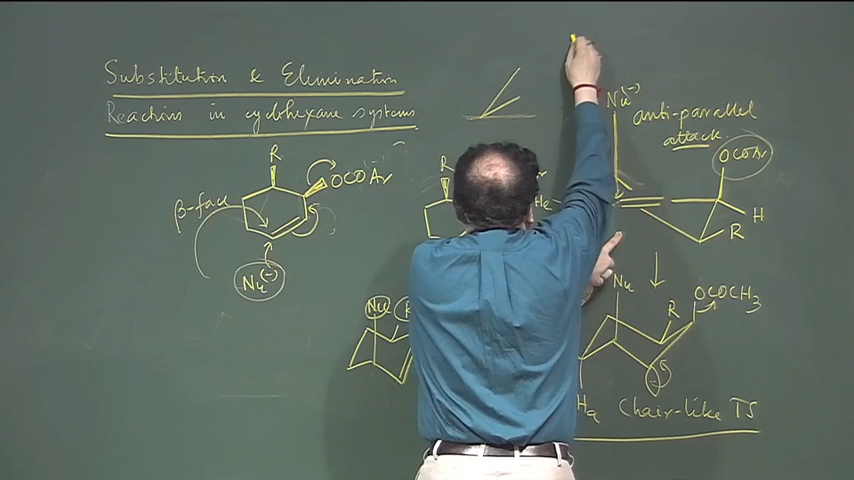 Substitution & Elimination
Reaction in cyclohexane systems
Nu(-)
anti-parallel
attack.
R
OCOAr
(-)
R
OCOAr
β-face
H
R
Nu(-)
Nu
R
OCOCH3
Nu
R
Ha
Chair-like TS